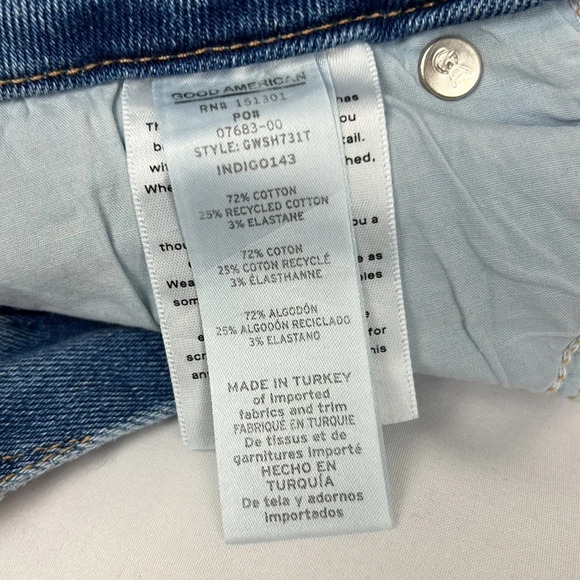 GOOD AMERICAN
RN# 151301
PO#
07683-00
STYLE: GWSH731T
INDIGO143
72% COTTON
25% RECYCLED COTTON
3% ELASTANE
72% COTON
25% COTON RECYCLÉ
3% ÉLASTHANNE
72% ALGODÓN
25% ALGODÓN RECICLADO
3% ELASTANO
MADE IN TURKEY
of imported
fabrics and trim
FABRIQUÉ EN TURQUIE
De tissus et de
garnitures importé
HECHO EN
TURQUÍA
De tela y adornos
importados